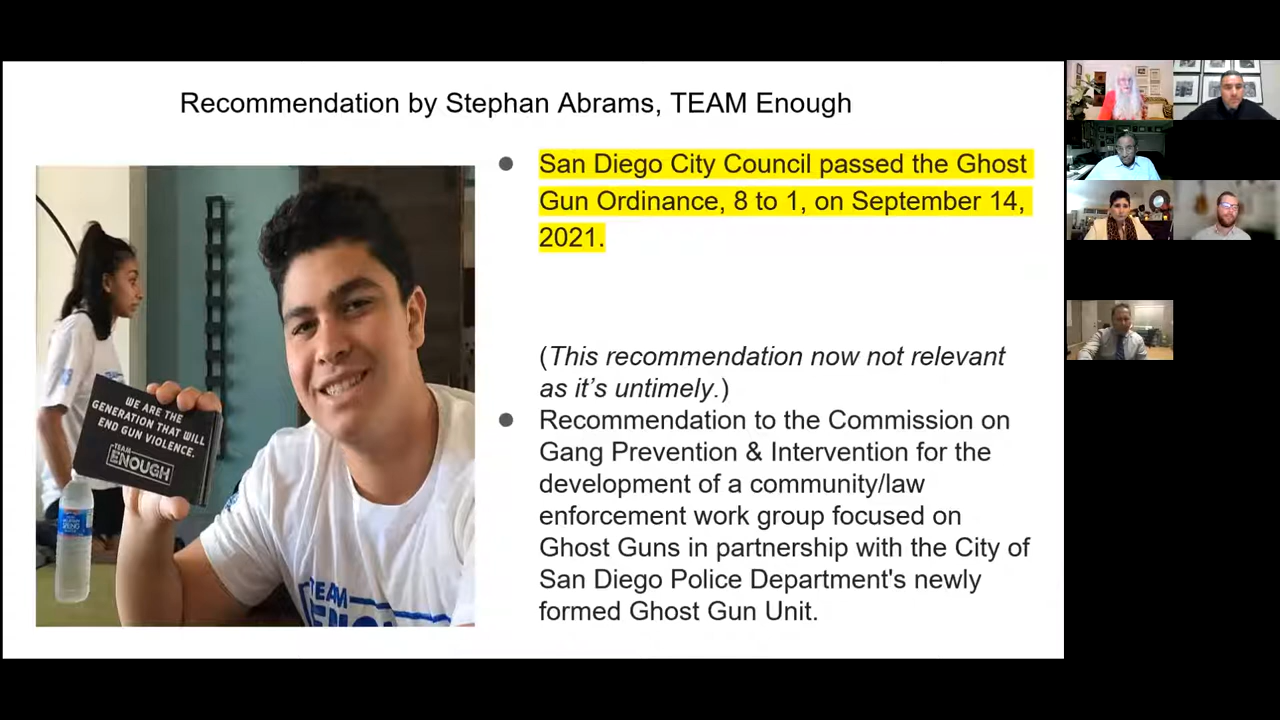 Recommendation by Stephan Abrams, TEAM Enough
San Diego City Council passed the Ghost
Gun Ordinance, 8 to 1, on September 14,
2021.
(This recommendation now not relevant
as it's untimely.)
Recommendation to the Commission on
Gang Prevention & Intervention for the
development of a community/law
enforcement work group focused on
Ghost Guns in partnership with the City of
San Diego Police Department's newly
formed Ghost Gun Unit.
WE ARE THE
GENERATION THAT WILL
END GUN VIOLENCE.
TEAM
ENOUGH
TEAM